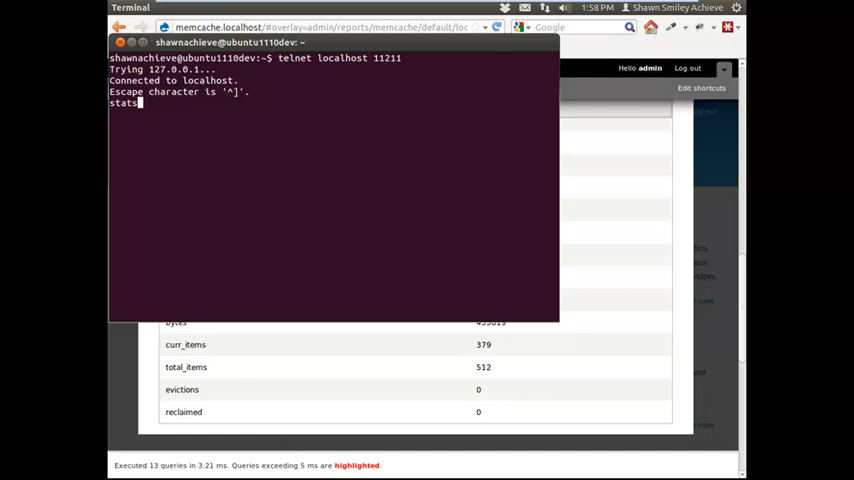 Terminal
1:58 PM Shawn Smiley Achieve
memcache.localhost/#overlay=admin/reports/memcache/default/loc
Google
shawnachieve@ubuntu1110dev: ~
shawnachieve@ubuntu1110dev:~$ telnet localhost 11211
Trying 127.0.0.1...
Connected to localhost.
Escape character is '^]'.
stats
Hello admin
Log out
Edit shortcuts
bytes
curr_items 379
total_items 512
evictions 0
reclaimed 0
Executed 13 queries in 3.21 ms. Queries exceeding 5 ms are highlighted.